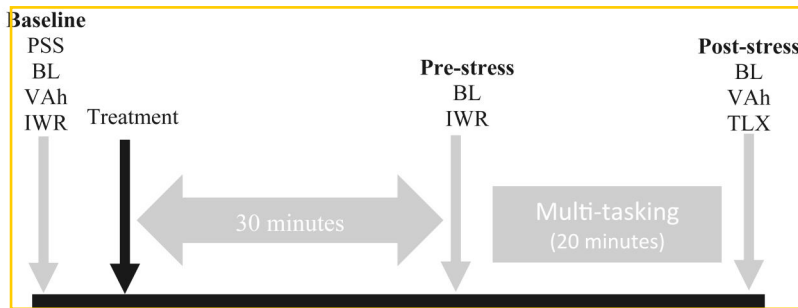 Baseline
PSS
BL
VAh
IWR
Treatment
30 minutes
Pre-stress
BL
IWR
Multi-tasking
(20 minutes)
Post-stress
BL
VAh
TLX